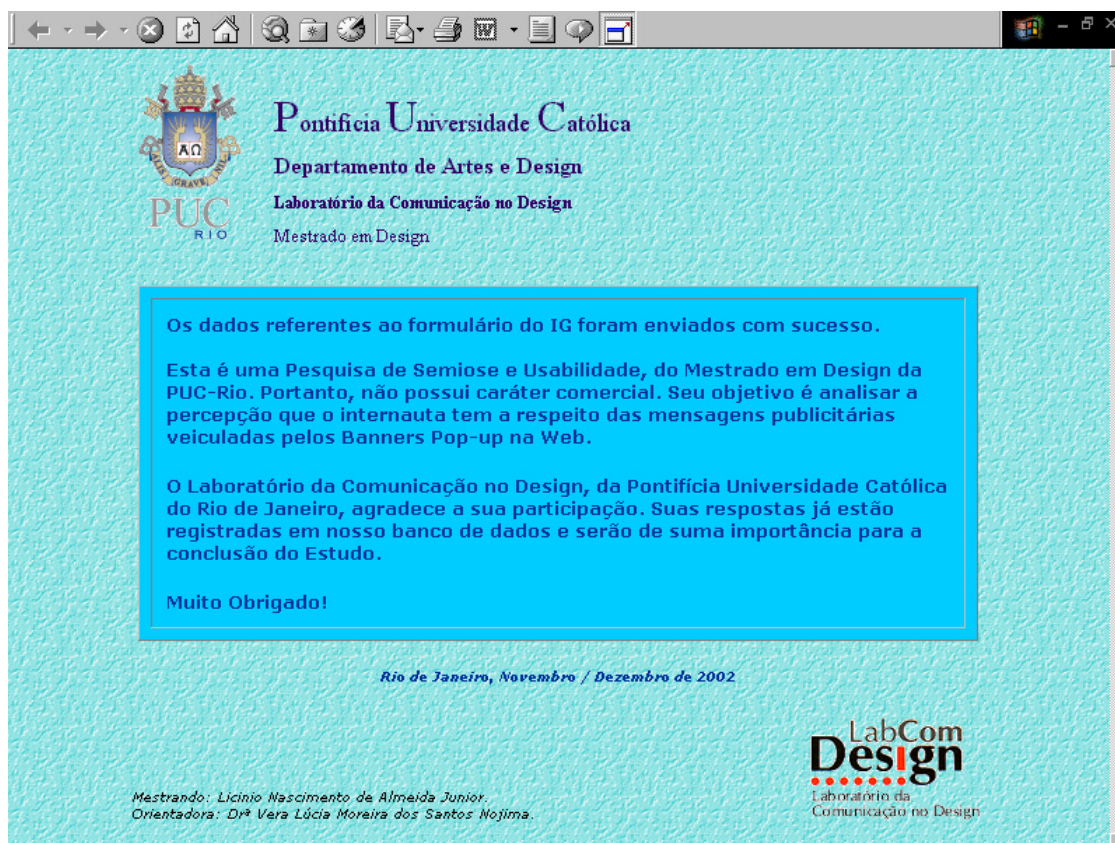 Pontifícia Universidade Católica
Departamento de Artes e Design
Laboratório da Comunicação no Design
Mestrado em Design
ALIS GRAVE NIL
ΑΩ
PUC
RIO
Os dados referentes ao formulário do IG foram enviados com sucesso.
Esta é uma Pesquisa de Semiose e Usabilidade, do Mestrado em Design da
PUC-Rio. Portanto, não possui caráter comercial. Seu objetivo é analisar a
percepção que o internauta tem a respeito das mensagens publicitárias
veiculadas pelos Banners Pop-up na Web.
O Laboratório da Comunicação no Design, da Pontifícia Universidade Católica
do Rio de Janeiro, agradece a sua participação. Suas respostas já estão
registradas em nosso banco de dados e serão de suma importância para a
conclusão do Estudo.
Muito Obrigado!
Rio de Janeiro, Novembro / Dezembro de 2002
LabCom
Design
Laboratório da
Comunicação no Design
Mestrando: Licinio Nascimento de Almeida Junior.
Orientadora: Drª Vera Lúcia Moreira dos Santos Nojima.